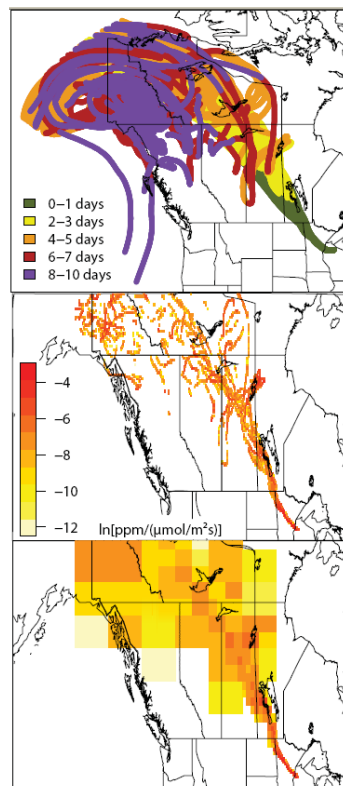 0–1 days
2–3 days
4–5 days
6–7 days
8–10 days
−4
−6
−8
−10
−12
ln[ppm/(μmol/m²s)]